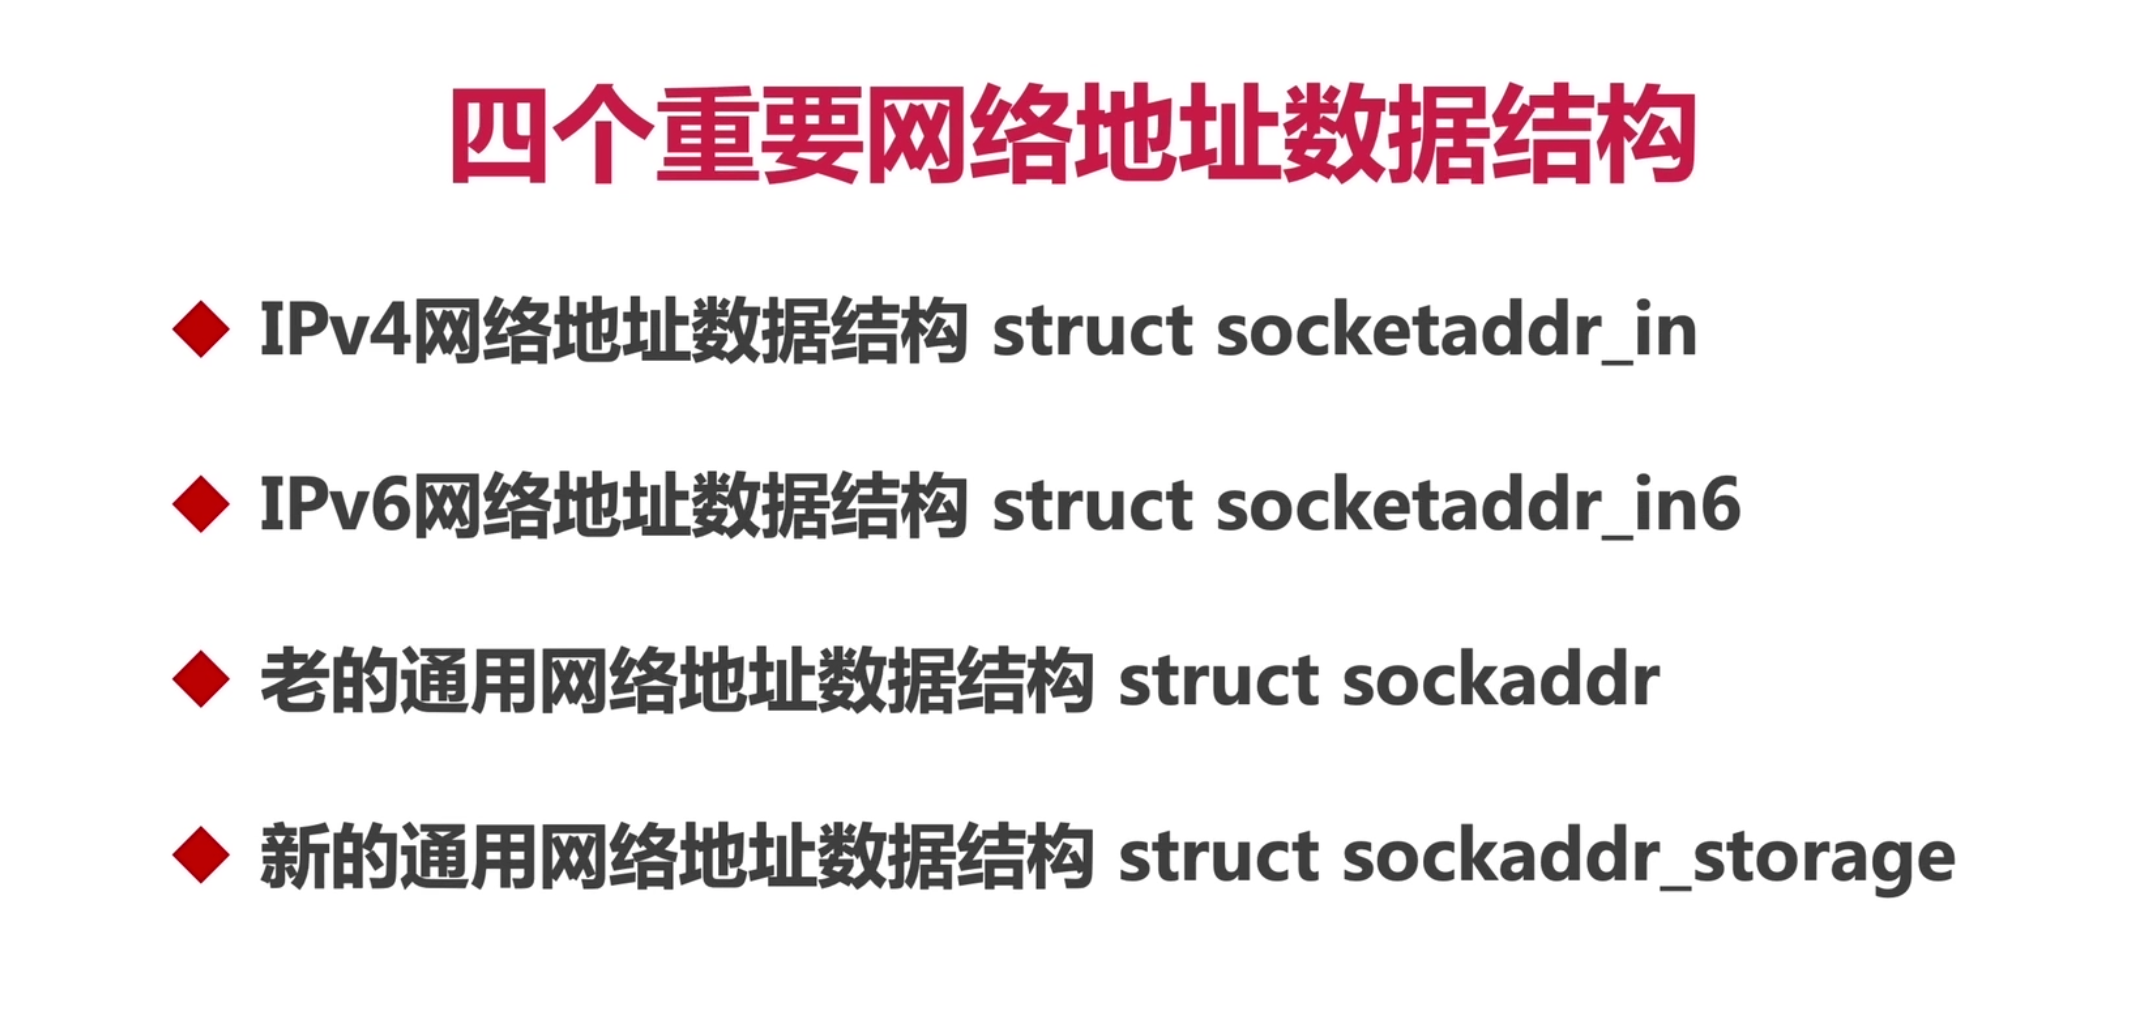 四个重要网络地址数据结构
IPv4网络地址数据结构 struct socketaddr_in
IPv6网络地址数据结构 struct socketaddr_in6
老的通用网络地址数据结构 struct sockaddr
新的通用网络地址数据结构 struct sockaddr_storage